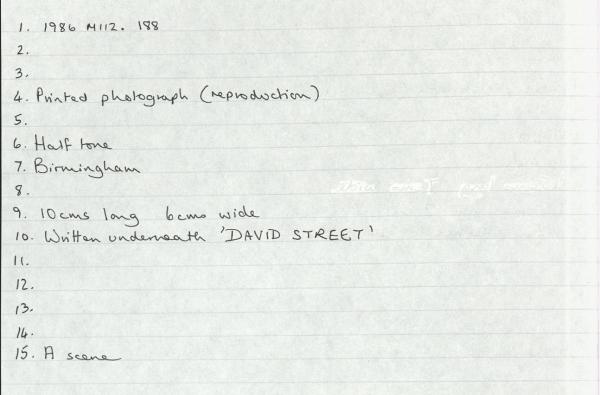 1. 1986 M112. 188
2.
3.
4. Printed photograph (reproduction)
5.
6. Half tone
7. Birmingham
8.
9. 10cms long 6cms wide
10. Written underneath 'DAVID STREET'
11.
12.
13.
14.
15. A scene